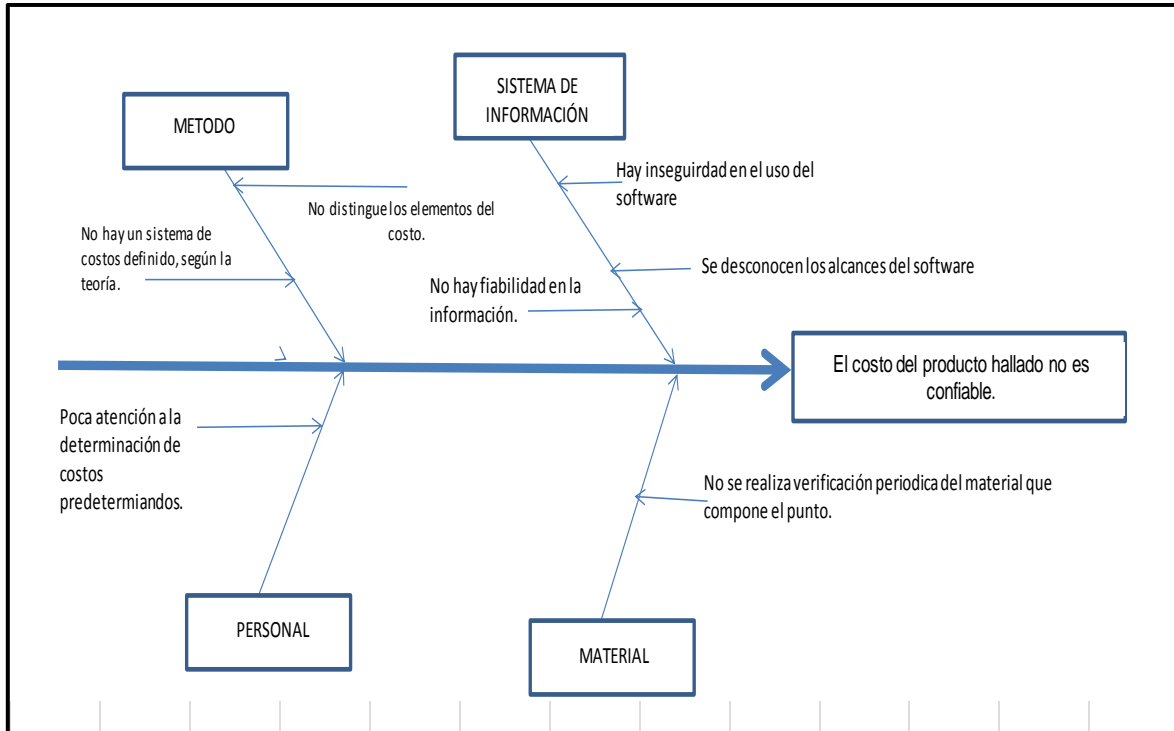 METODO
SISTEMA DE
INFORMACIÓN
Hay inseguirdad en el uso del
software
No distingue los elementos del
costo.
No hay un sistema de
costos definido, según la
teoría.
Se desconocen los alcances del software
No hay fiabilidad en la
información.
El costo del producto hallado no es
confiable.
Poca atención a la
determinación de
costos
predetermiandos.
No se realiza verificación periodica del material que
compone el punto.
PERSONAL
MATERIAL